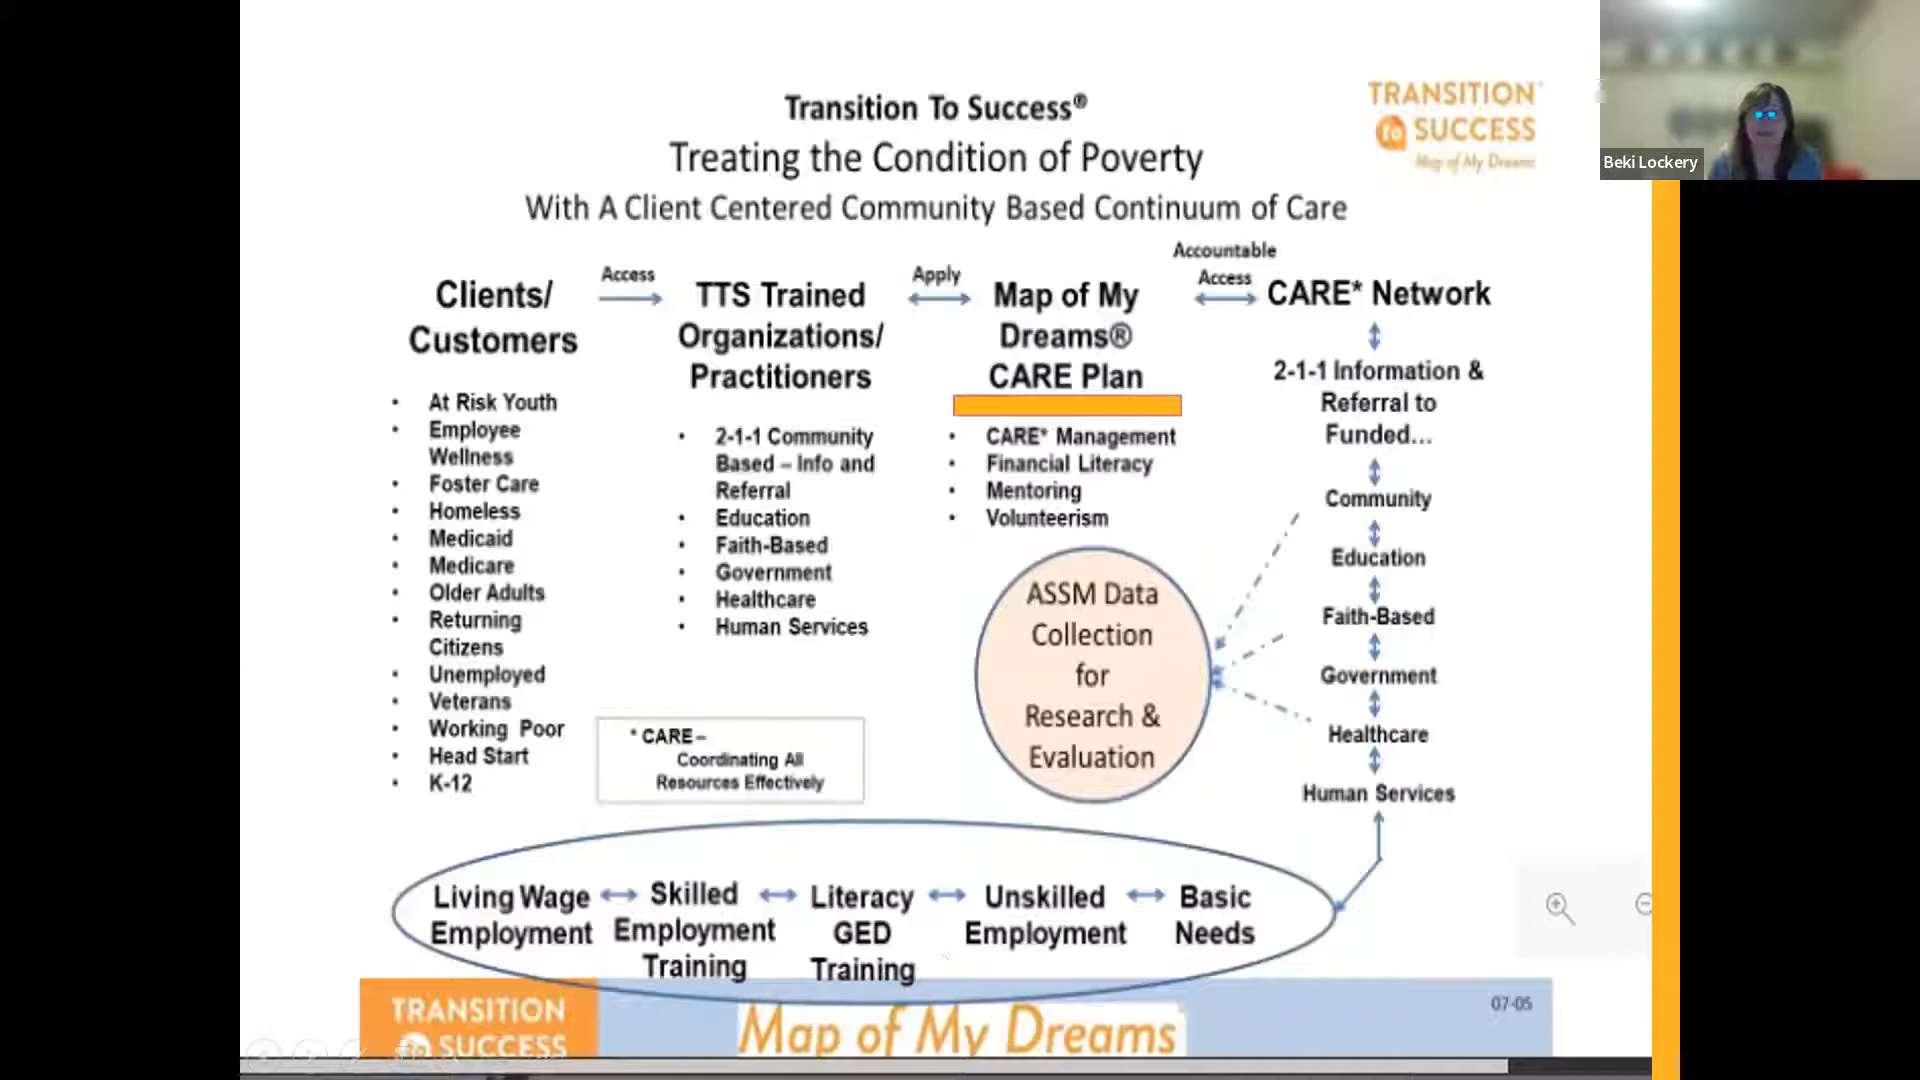 Transition To Success®
Treating the Condition of Poverty
With A Client Centered Community Based Continuum of Care
TRANSITION
to SUCCESS
Map of My Dreams
Beki Lockery
Clients/
Customers
Access
TTS Trained
Organizations/
Practitioners
Apply
Map of My
Dreams®
CARE Plan
Accountable
Access
CARE* Network
• At Risk Youth
• Employee
Wellness
• Foster Care
• Homeless
• Medicaid
• Medicare
• Older Adults
• Returning
Citizens
• Unemployed
• Veterans
• Working Poor
• Head Start
• K-12
• 2-1-1 Community
Based – Info and
Referral
• Education
• Faith-Based
• Government
• Healthcare
• Human Services
• CARE* Management
• Financial Literacy
• Mentoring
• Volunteerism
2-1-1 Information &
Referral to
Funded...
Community
Education
Faith-Based
Government
Healthcare
Human Services
ASSM Data
Collection
for
Research &
Evaluation
* CARE –
Coordinating All
Resources Effectively
Living Wage
Employment
Skilled
Employment
Training
Literacy
GED
Training
Unskilled
Employment
Basic
Needs
TRANSITION
to SUCCESS
Map of My Dreams
07-05